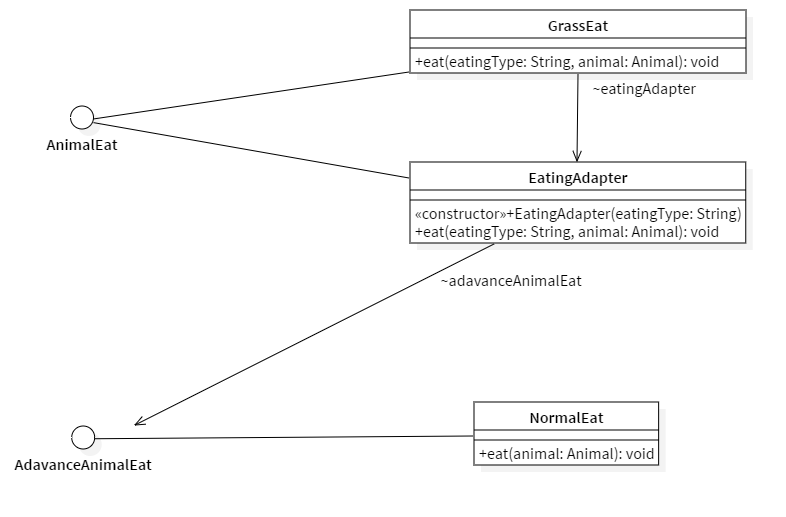 GrassEat
+eat(eatingType: String, animal: Animal): void
~eatingAdapter
AnimalEat
EatingAdapter
«constructor»+EatingAdapter(eatingType: String)
+eat(eatingType: String, animal: Animal): void
~adavanceAnimalEat
NormalEat
+eat(animal: Animal): void
AdavanceAnimalEat